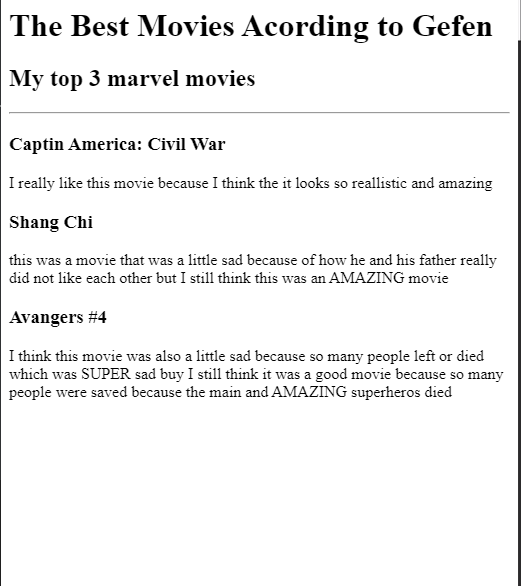 The Best Movies Acording to Gefen
My top 3 marvel movies
Captin America: Civil War
I really like this movie because I think the it looks so reallistic and amazing
Shang Chi
this was a movie that was a little sad because of how he and his father really
did not like each other but I still think this was an AMAZING movie
Avangers #4
I think this movie was also a little sad because so many people left or died
which was SUPER sad buy I still think it was a good movie because so many
people were saved because the main and AMAZING superheros died